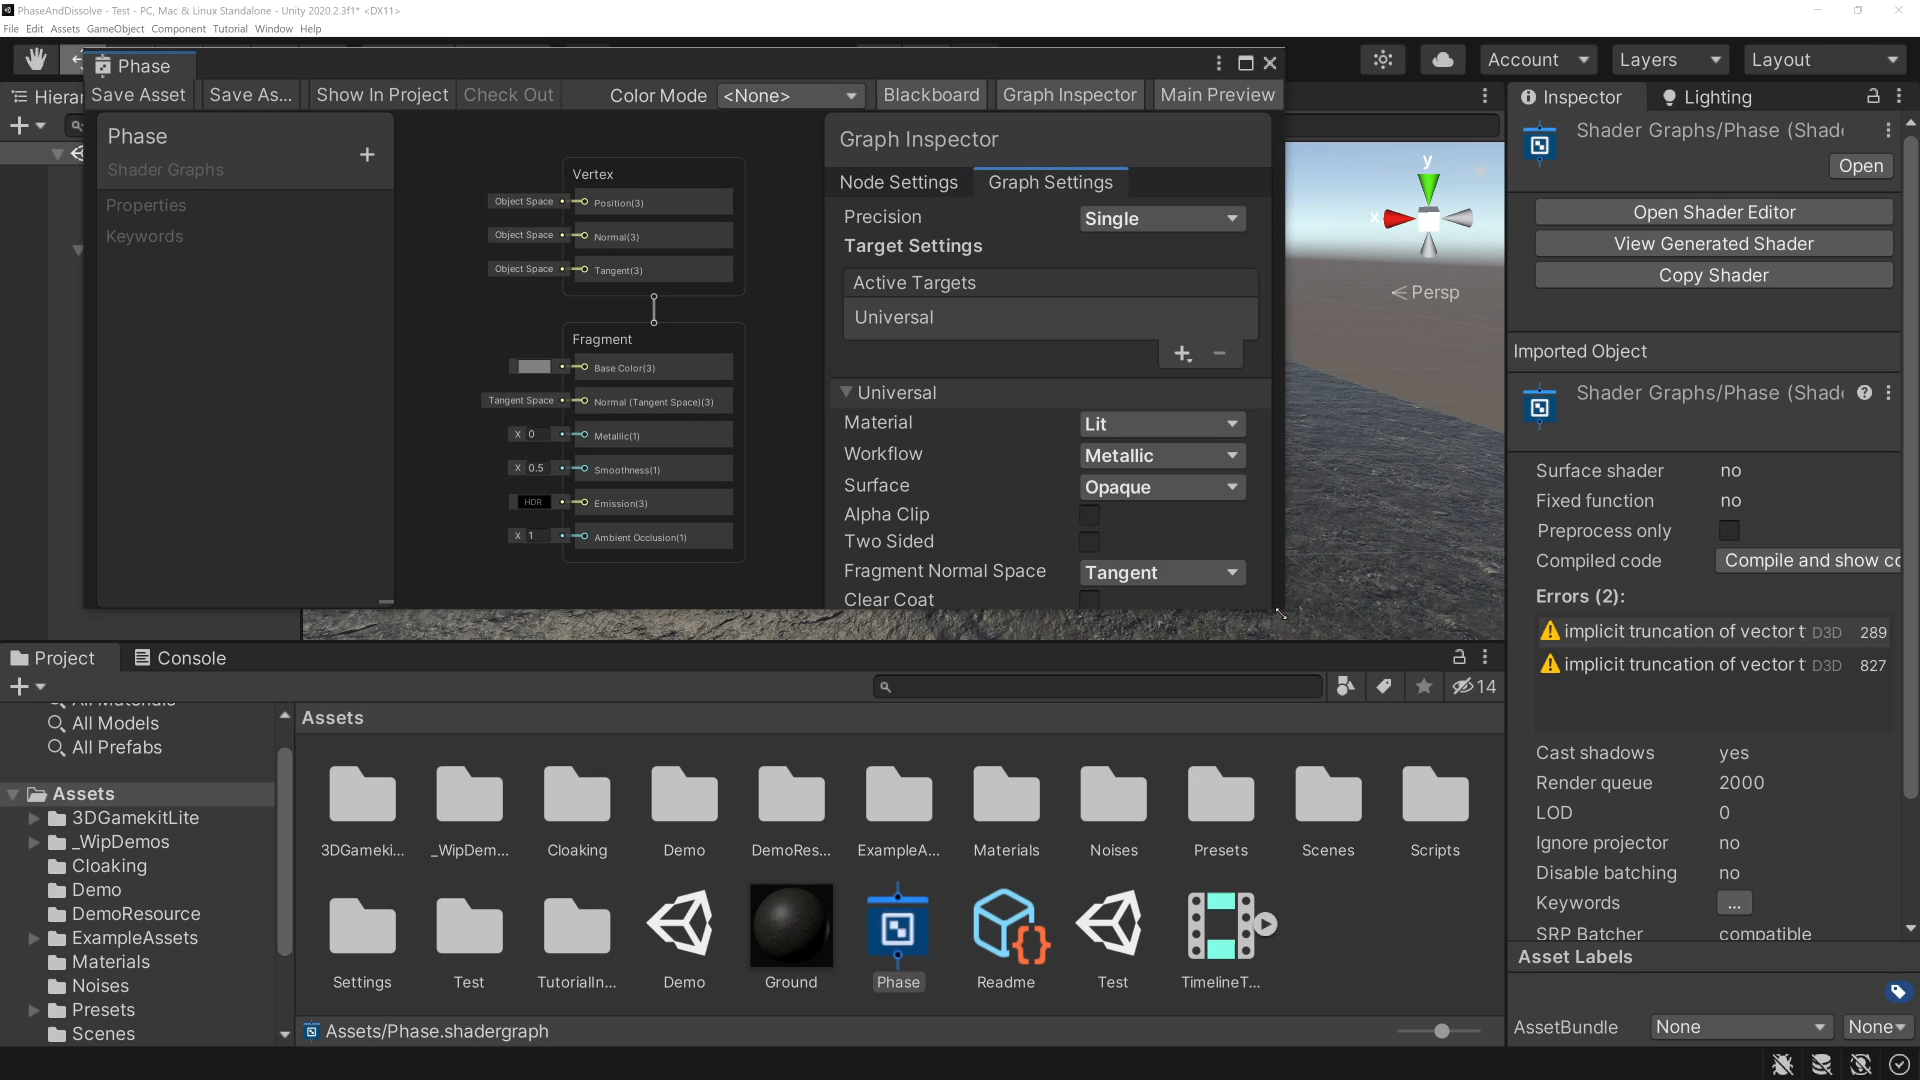 PhaseAndDissolve - Test - PC, Mac & Linux Standalone - Unity 2020.2.3f1* <DX11>
File Edit Assets GameObject Component Tutorial Window Help
Account
Layers
Layout
Phase
Save Asset
Save As...
Show In Project
Check Out
Color Mode
<None>
Blackboard
Graph Inspector
Main Preview
Hierar
Phase
Shader Graphs
Properties
Keywords
Vertex
Object Space
Position(3)
Object Space
Normal(3)
Object Space
Tangent(3)
Fragment
Base Color(3)
Tangent Space
Normal (Tangent Space)(3)
X 0
Metallic(1)
X 0.5
Smoothness(1)
HDR
Emission(3)
X 1
Ambient Occlusion(1)
Graph Inspector
Node Settings
Graph Settings
Precision
Single
Target Settings
Active Targets
Universal
Universal
Material
Lit
Workflow
Metallic
Surface
Opaque
Alpha Clip
Two Sided
Fragment Normal Space
Tangent
Clear Coat
y
x
Persp
Inspector
Lighting
Shader Graphs/Phase (Shade
Open
Open Shader Editor
View Generated Shader
Copy Shader
Imported Object
Shader Graphs/Phase (Shade
Surface shader no
Fixed function no
Preprocess only
Compiled code
Compile and show co
Errors (2):
implicit truncation of vector t D3D 289
implicit truncation of vector t D3D 827
Cast shadows yes
Render queue 2000
LOD 0
Ignore projector no
Disable batching no
Keywords ...
SRP Batcher compatible
Asset Labels
AssetBundle
None
None
Project
Console
14
All Materials
All Models
All Prefabs
Assets
3DGamekitLite
_WipDemos
Cloaking
Demo
DemoResource
ExampleAssets
Materials
Noises
Presets
Scenes
Assets
3DGameki...
_WipDem...
Cloaking
Demo
DemoRes...
ExampleA...
Materials
Noises
Presets
Scenes
Scripts
Settings
Test
TutorialIn...
Demo
Ground
Phase
Readme
Test
TimelineT...
Assets/Phase.shadergraph